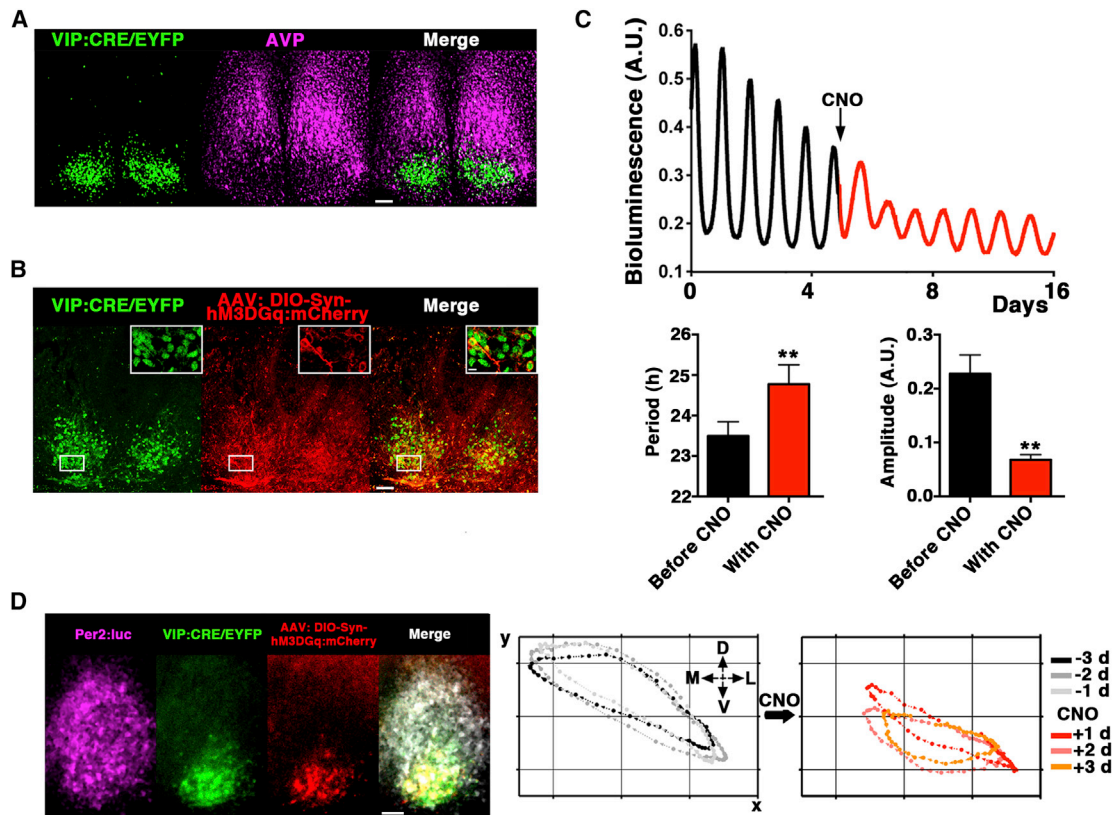 A
VIP:CRE/EYFP AVP Merge
B
VIP:CRE/EYFP AAV: DIO-Syn- Merge
hM3DGq:mCherry
C
Bioluminescence (A.U.)
0.6
0.5
0.4
0.3
0.2
0.1
CNO
0 4 8 Days 16
Period (h)
26
25
24
23
22
**
Before CNO
With CNO
Amplitude (A.U.)
0.3
0.2
0.1
0.0
**
Before CNO
With CNO
D
Per2:luc VIP:CRE/EYFP AAV: DIO-Syn- Merge
hM3DGq:mCherry
y
D
M L
V
x
CNO
-3 d
-2 d
-1 d
CNO
+1 d
+2 d
+3 d